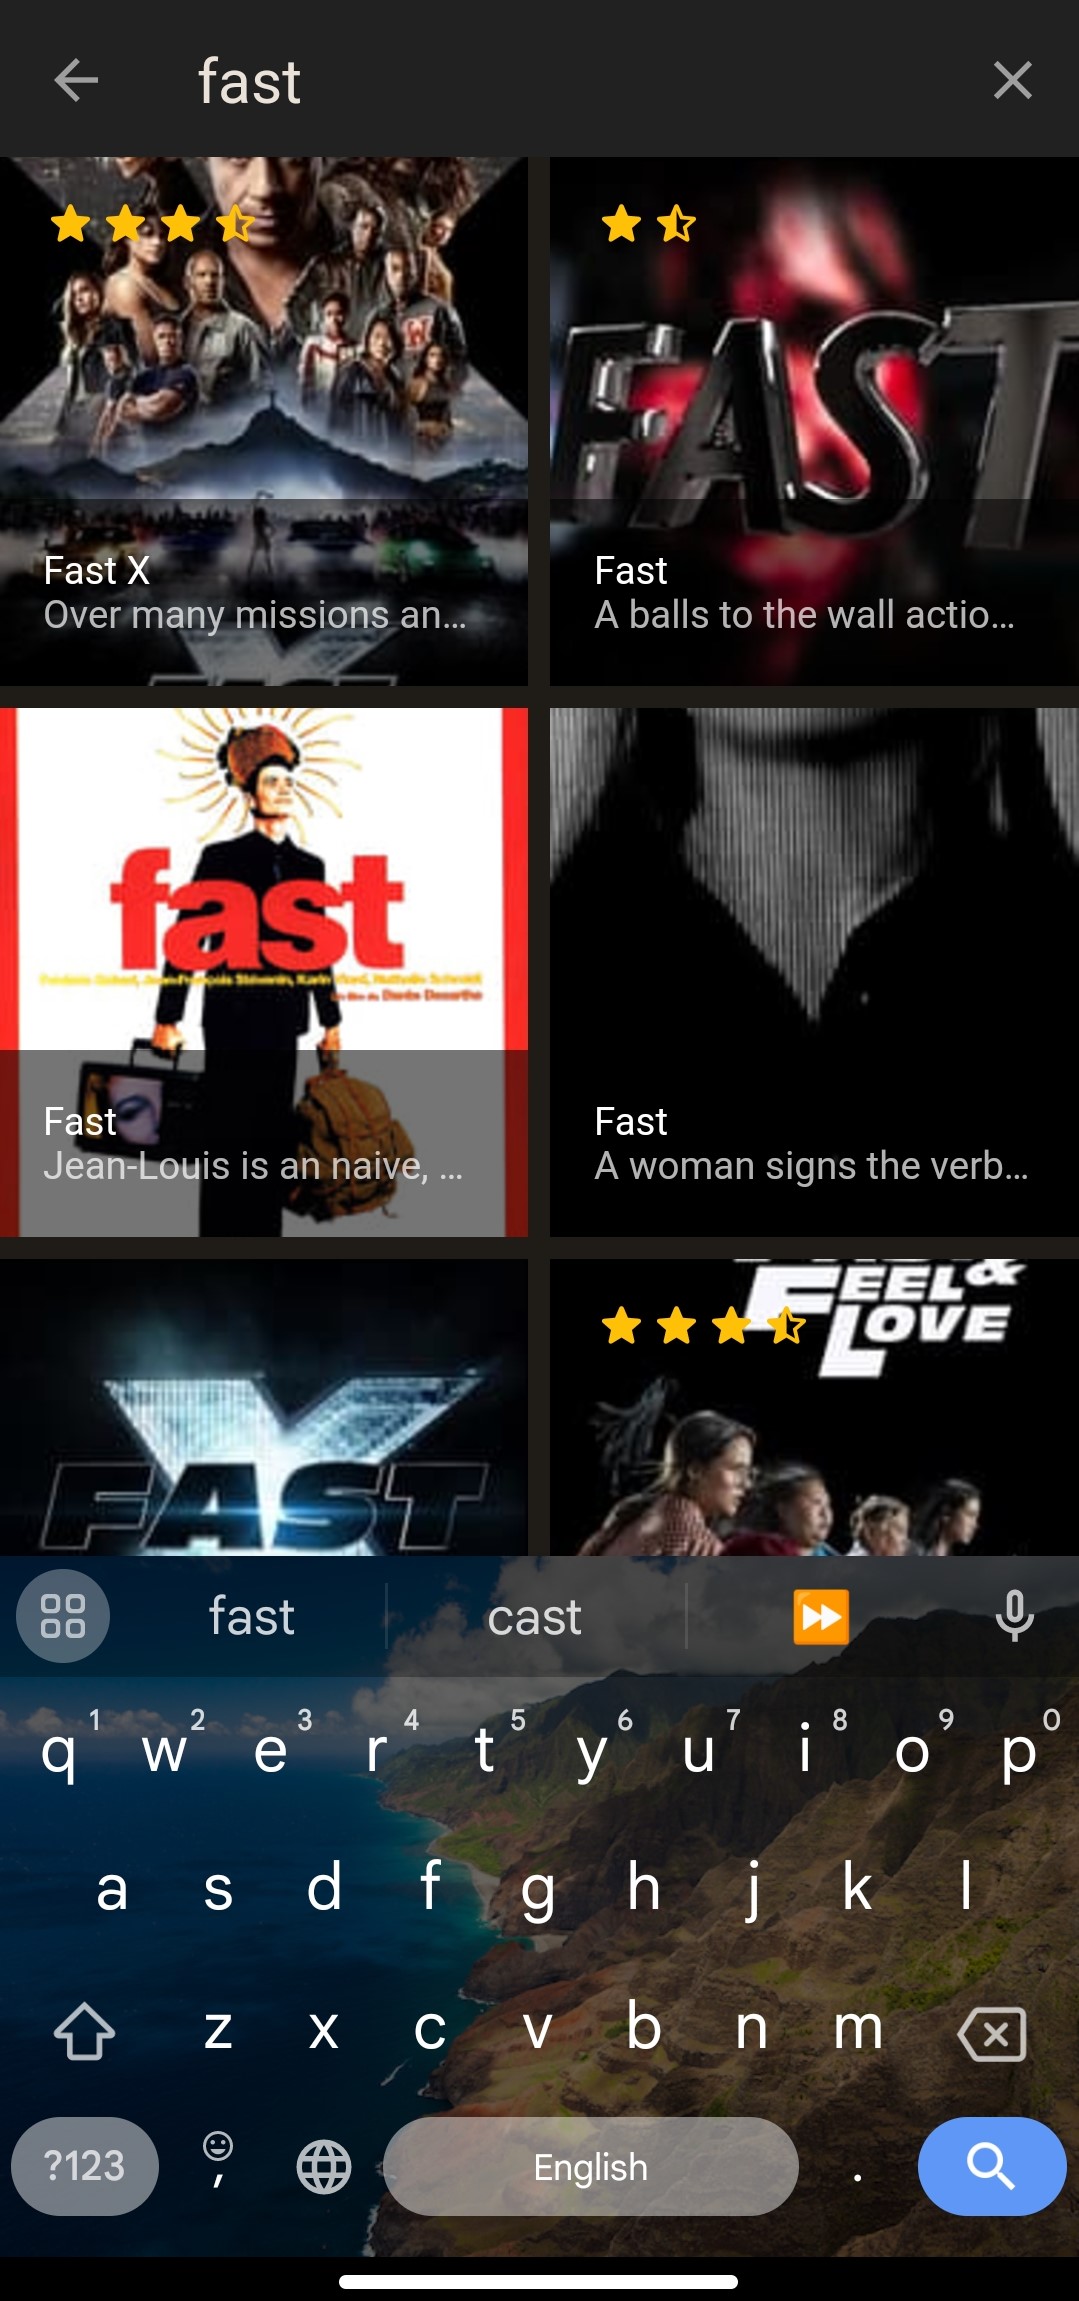 fast
FAST
Fast X
Over many missions an...
Fast
A balls to the wall actio...
fast
Fast
Jean-Louis is an naive, ...
Fast
A woman signs the verb...
X
FAST
FEEL&
LOVE
fast
cast
1 2 3 4 5 6 7 8 9 0
q w e r t y u i o p
a s d f g h j k l
z x c v b n m
?123 , English .